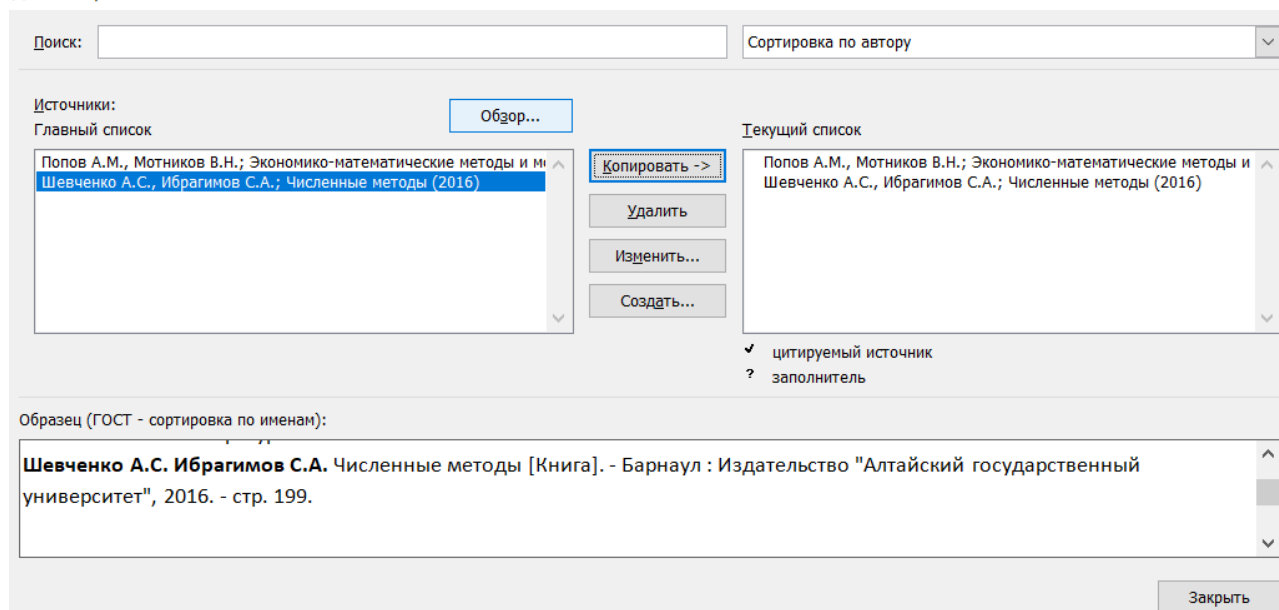 Поиск:
Сортировка по автору
Источники:
Главный список
Обзор...
Текущий список
Попов А.М., Мотников В.Н.; Экономико-математические методы и
Шевченко А.С., Ибрагимов С.А.; Численные методы (2016)
Копировать ->
Удалить
Изменить...
Создать...
Попов А.М., Мотников В.Н.; Экономико-математические методы и
Шевченко А.С., Ибрагимов С.А.; Численные методы (2016)
цитируемый источник
? заполнитель
Образец (ГОСТ - сортировка по именам):
Шевченко А.С. Ибрагимов С.А. Численные методы [Книга]. - Барнаул : Издательство "Алтайский государственный
университет", 2016. - стр. 199.
Закрыть